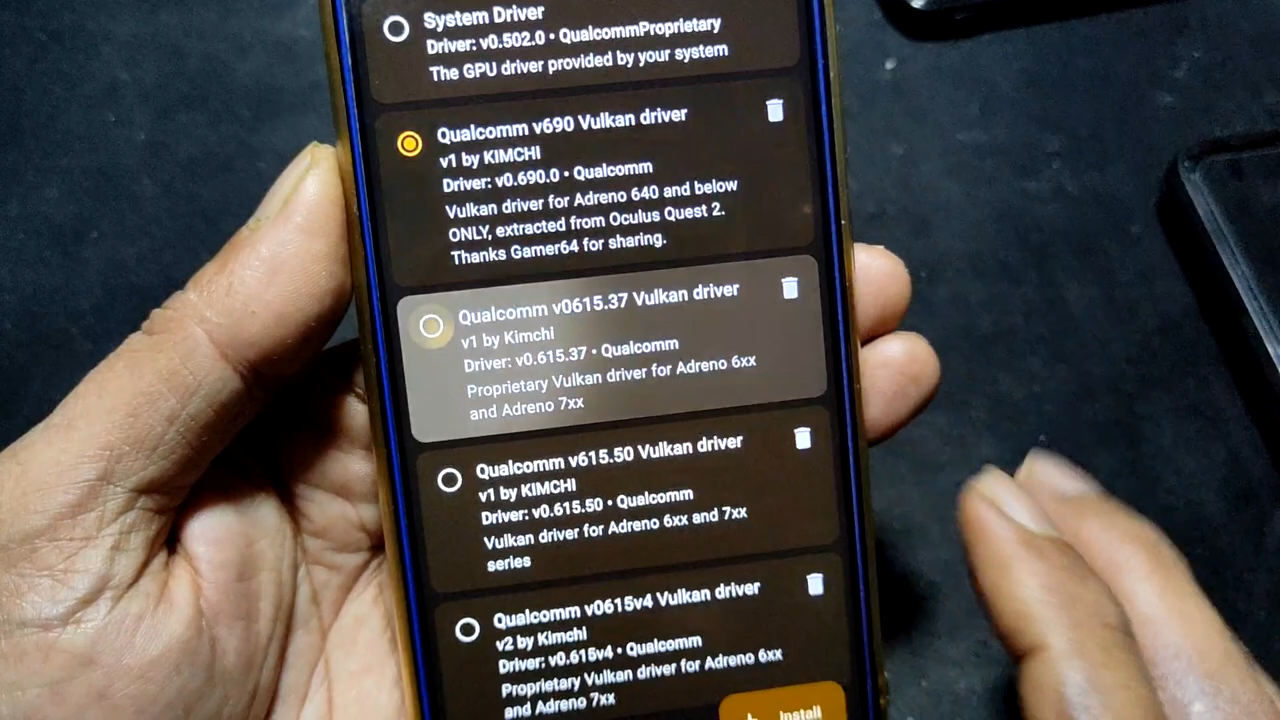 System Driver
Driver: v0.502.0 • QualcommProprietary
The GPU driver provided by your system
Qualcomm v690 Vulkan driver
v1 by KIMCHI
Driver: v0.690.0 • Qualcomm
Vulkan driver for Adreno 640 and below
ONLY, extracted from Oculus Quest 2.
Thanks Gamer64 for sharing.
Qualcomm v0615.37 Vulkan driver
v1 by Kimchi
Driver: v0.615.37 • Qualcomm
Proprietary Vulkan driver for Adreno 6xx
and Adreno 7xx
Qualcomm v615.50 Vulkan driver
v1 by KIMCHI
Driver: v0.615.50 • Qualcomm
Vulkan driver for Adreno 6xx and 7xx
series
Qualcomm v0615v4 Vulkan driver
v2 by Kimchi
Driver: v0.615v4 • Qualcomm
Proprietary Vulkan driver for Adreno 6xx
and Adreno 7xx
Install